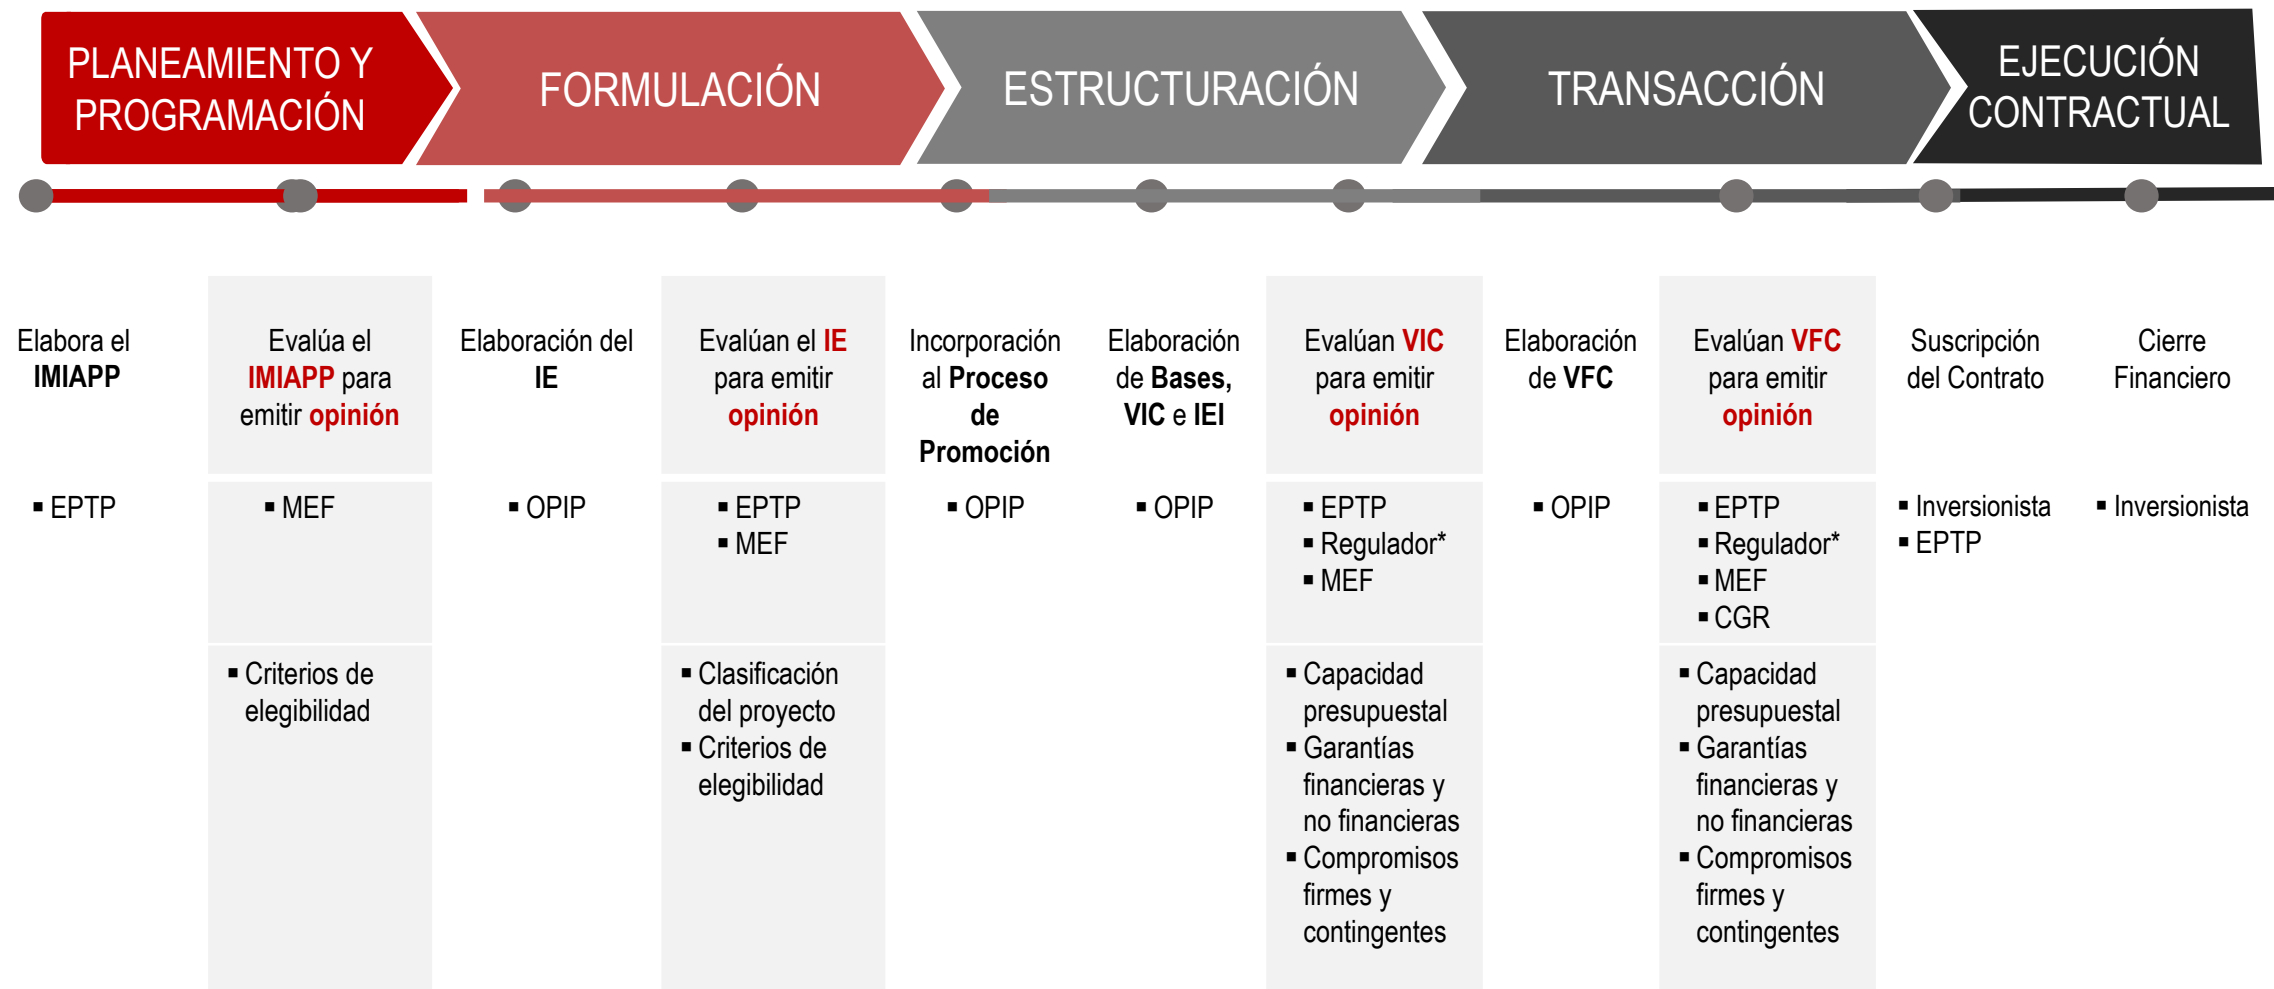 PLANEAMIENTO Y
PROGRAMACIÓN
FORMULACIÓN
ESTRUCTURACIÓN
TRANSACCIÓN
EJECUCIÓN
CONTRACTUAL
Elabora el
IMIAPP
Evalúa el
IMIAPP para
emitir opinión
Elaboración del
IE
Evalúan el IE
para emitir
opinión
Incorporación
al Proceso
de
Promoción
Elaboración
de Bases,
VIC e IEI
Evalúan VIC
para emitir
opinión
Elaboración
de VFC
Evalúan VFC
para emitir
opinión
Suscripción
del Contrato
Cierre
Financiero
▪ EPTP
▪ MEF
▪ OPIP
▪ EPTP
▪ MEF
▪ OPIP
▪ OPIP
▪ EPTP
▪ Regulador*
▪ MEF
▪ OPIP
▪ EPTP
▪ Regulador*
▪ MEF
▪ CGR
▪ Inversionista
▪ EPTP
▪ Inversionista
▪ Criterios de
elegibilidad
▪ Clasificación
del proyecto
▪ Criterios de
elegibilidad
▪ Capacidad
presupuestal
▪ Garantías
financieras y
no financieras
▪ Compromisos
firmes y
contingentes
▪ Capacidad
presupuestal
▪ Garantías
financieras y
no financieras
▪ Compromisos
firmes y
contingentes